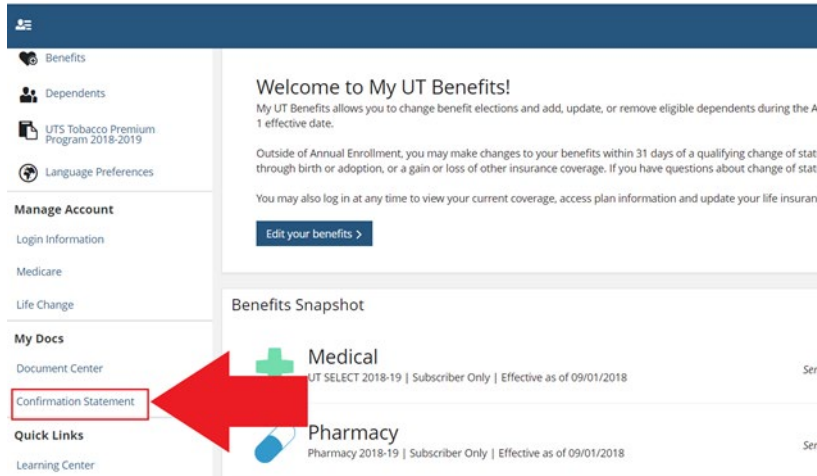 Benefits
Dependents
UTS Tobacco Premium
Program 2018-2019
Language Preferences
Manage Account
Login Information
Medicare
Life Change
My Docs
Document Center
Confirmation Statement
Quick Links
Learning Center
Welcome to My UT Benefits!
My UT Benefits allows you to change benefit elections and add, update, or remove eligible dependents during the A
1 effective date.
Outside of Annual Enrollment, you may make changes to your benefits within 31 days of a qualifying change of stat
through birth or adoption, or a gain or loss of other insurance coverage. If you have questions about change of stat
You may also log in at any time to view your current coverage, access plan information and update your life insuran
Edit your benefits >
Benefits Snapshot
Medical
UT SELECT 2018-19 | Subscriber Only | Effective as of 09/01/2018
Ser
Pharmacy
Pharmacy 2018-19 | Subscriber Only | Effective as of 09/01/2018
Ser